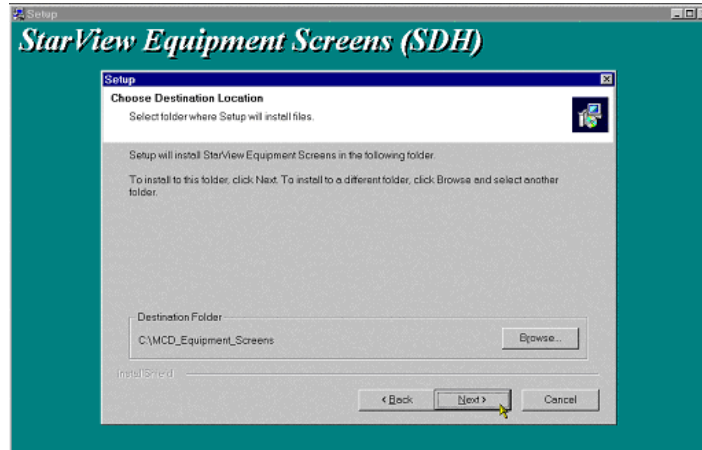 Setup
StarView Equipment Screens (SDH)
Setup
Choose Destination Location
Select folder where Setup will install files.
Setup will install StarView Equipment Screens in the following folder.
To install to this folder, click Next. To install to a different folder, click Browse and select another
folder.
Destination Folder
C:\MCD_Equipment_Screens
Browse...
InstallShield
< Back
Next >
Cancel